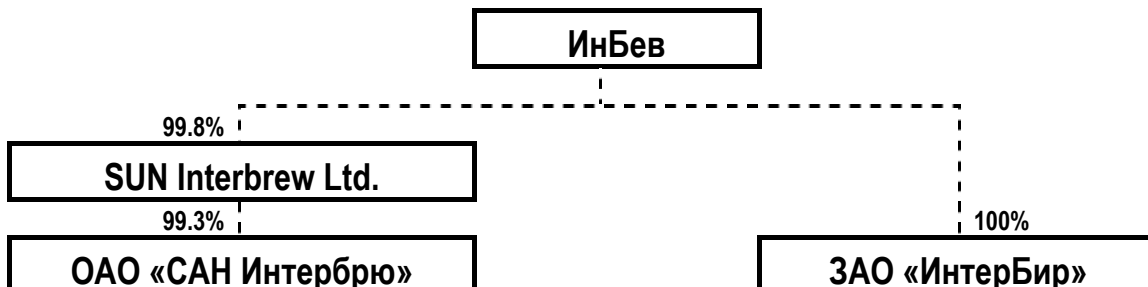 ИнБев
99.8%
SUN Interbrew Ltd.
99.3%
100%
ОАО «САН Интербрю»
ЗАО «ИнтерБир»